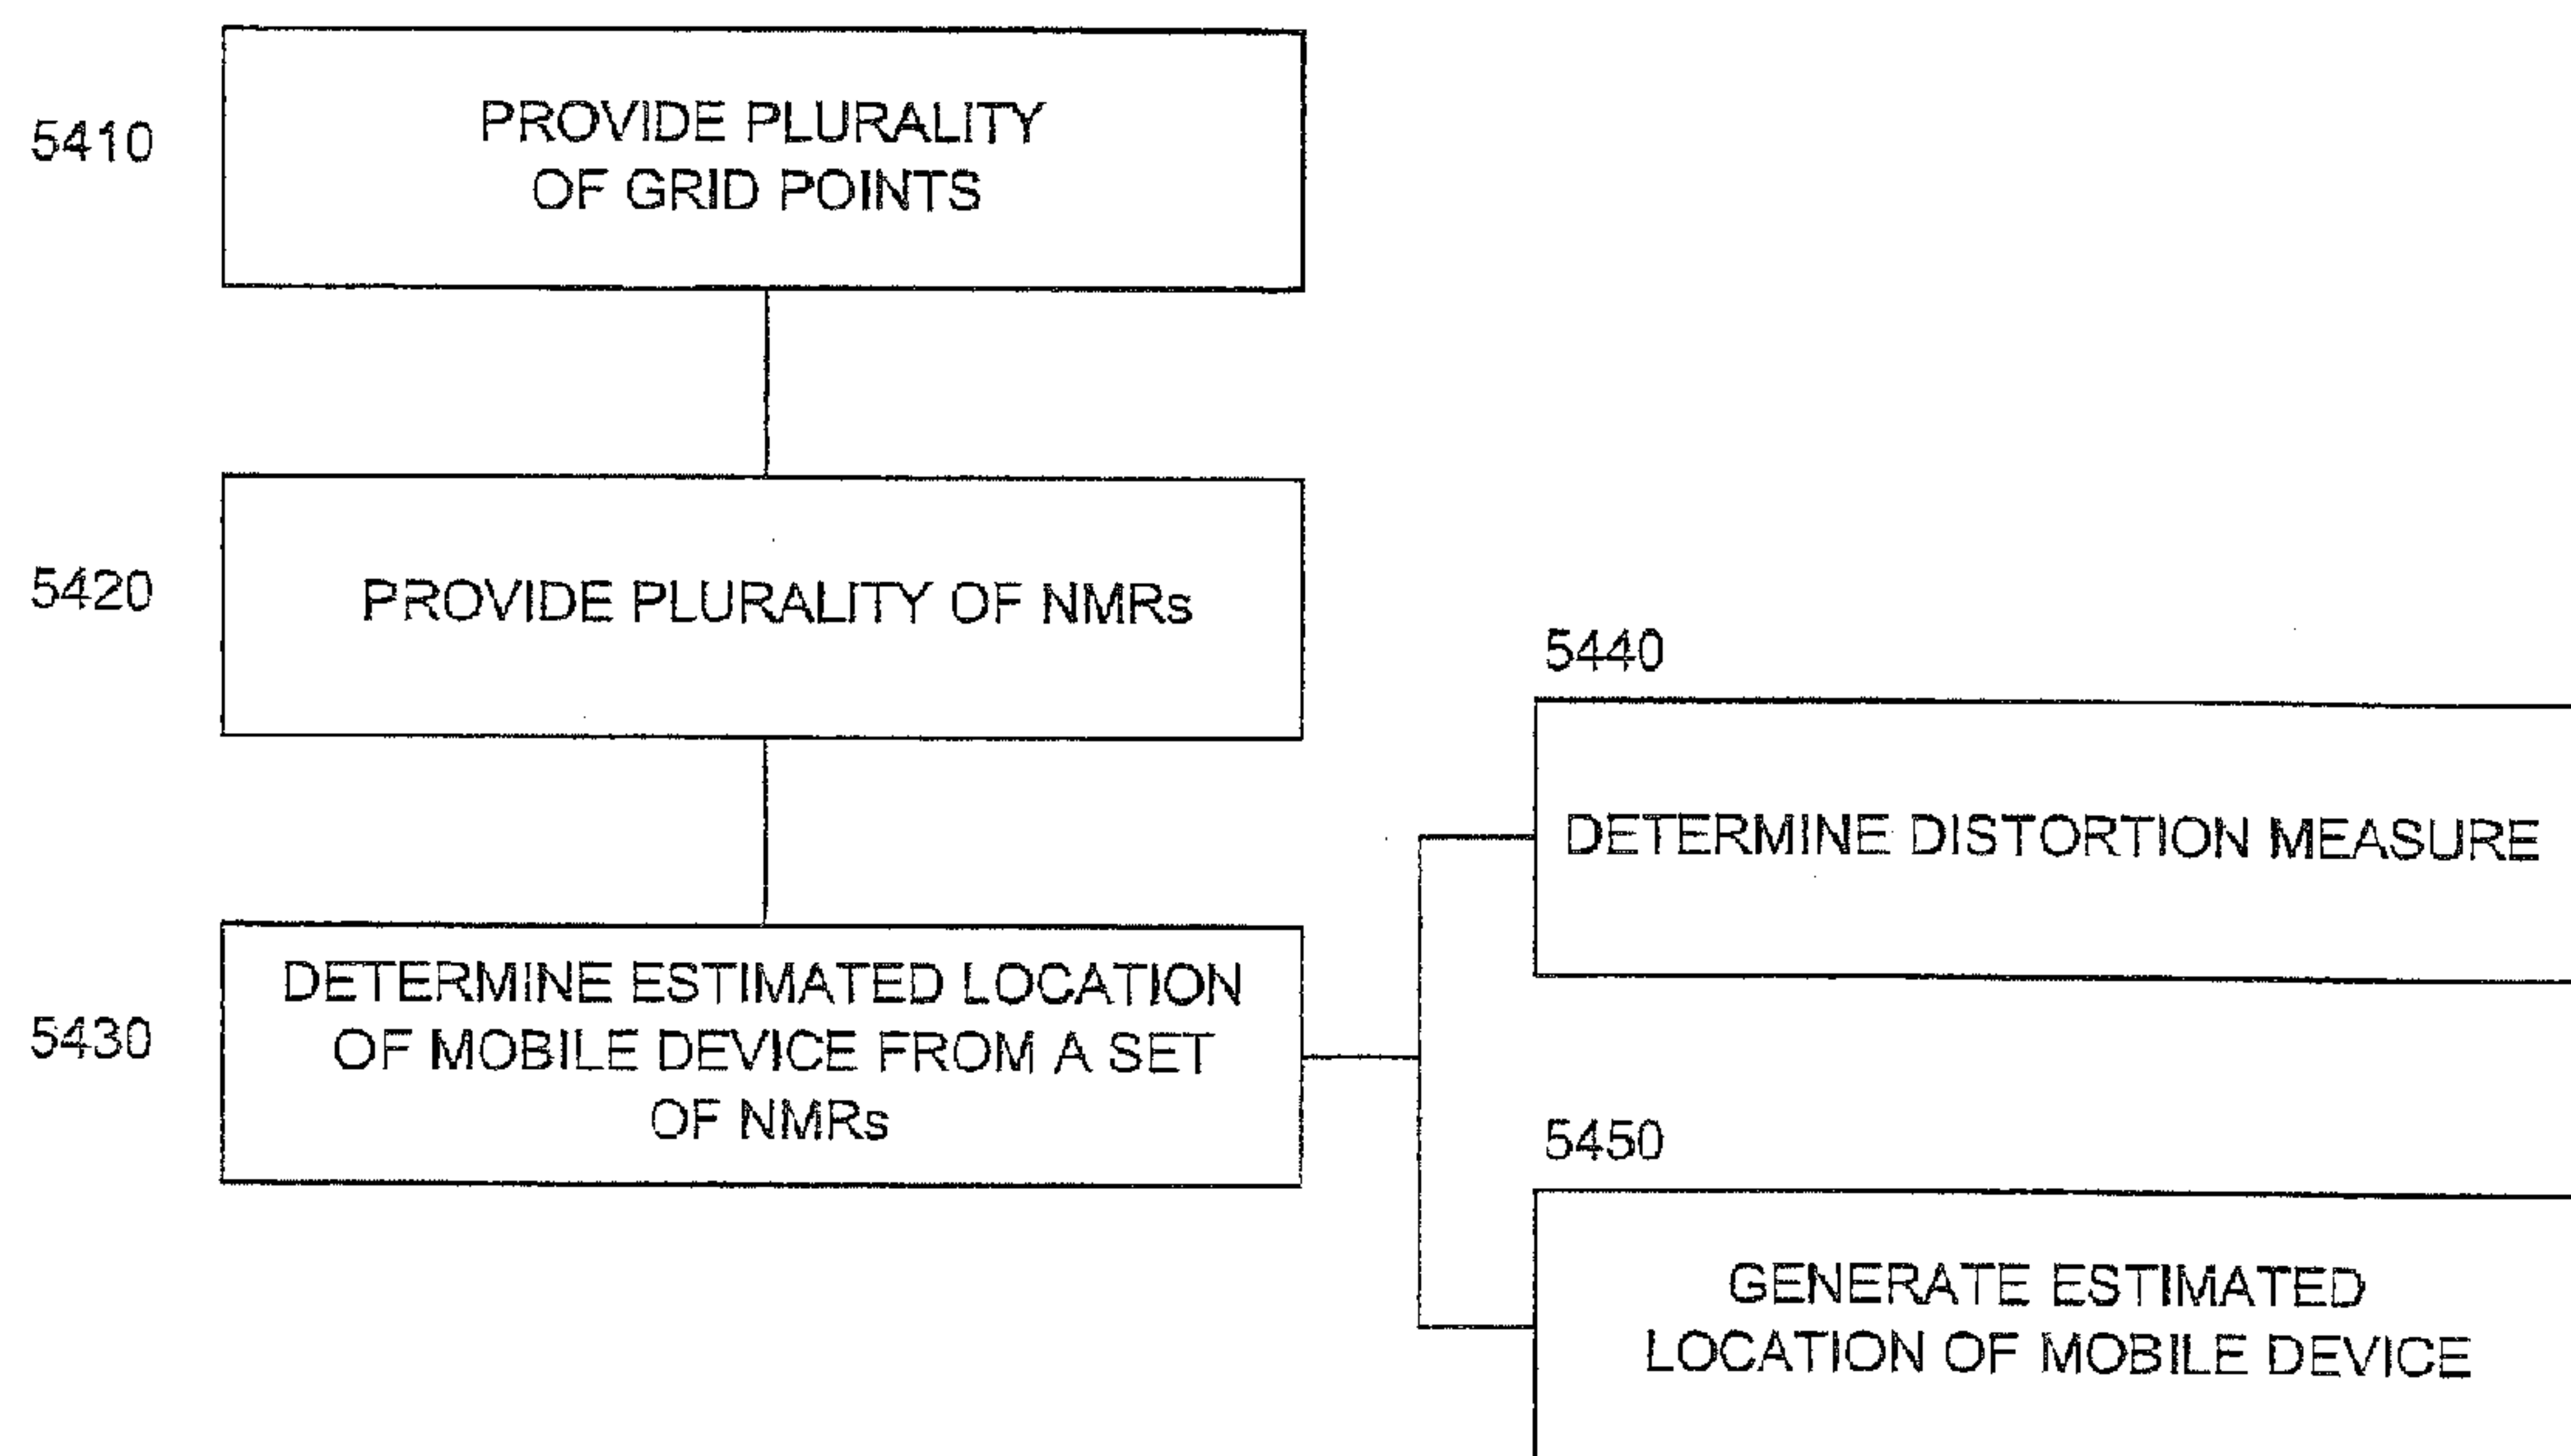 5410
PROVIDE PLURALITY
OF GRID POINTS
5420
PROVIDE PLURALITY OF NMRs
5430
DETERMINE ESTIMATED LOCATION
OF MOBILE DEVICE FROM A SET
OF NMRs
5440
DETERMINE DISTORTION MEASURE
5450
GENERATE ESTIMATED
LOCATION OF MOBILE DEVICE